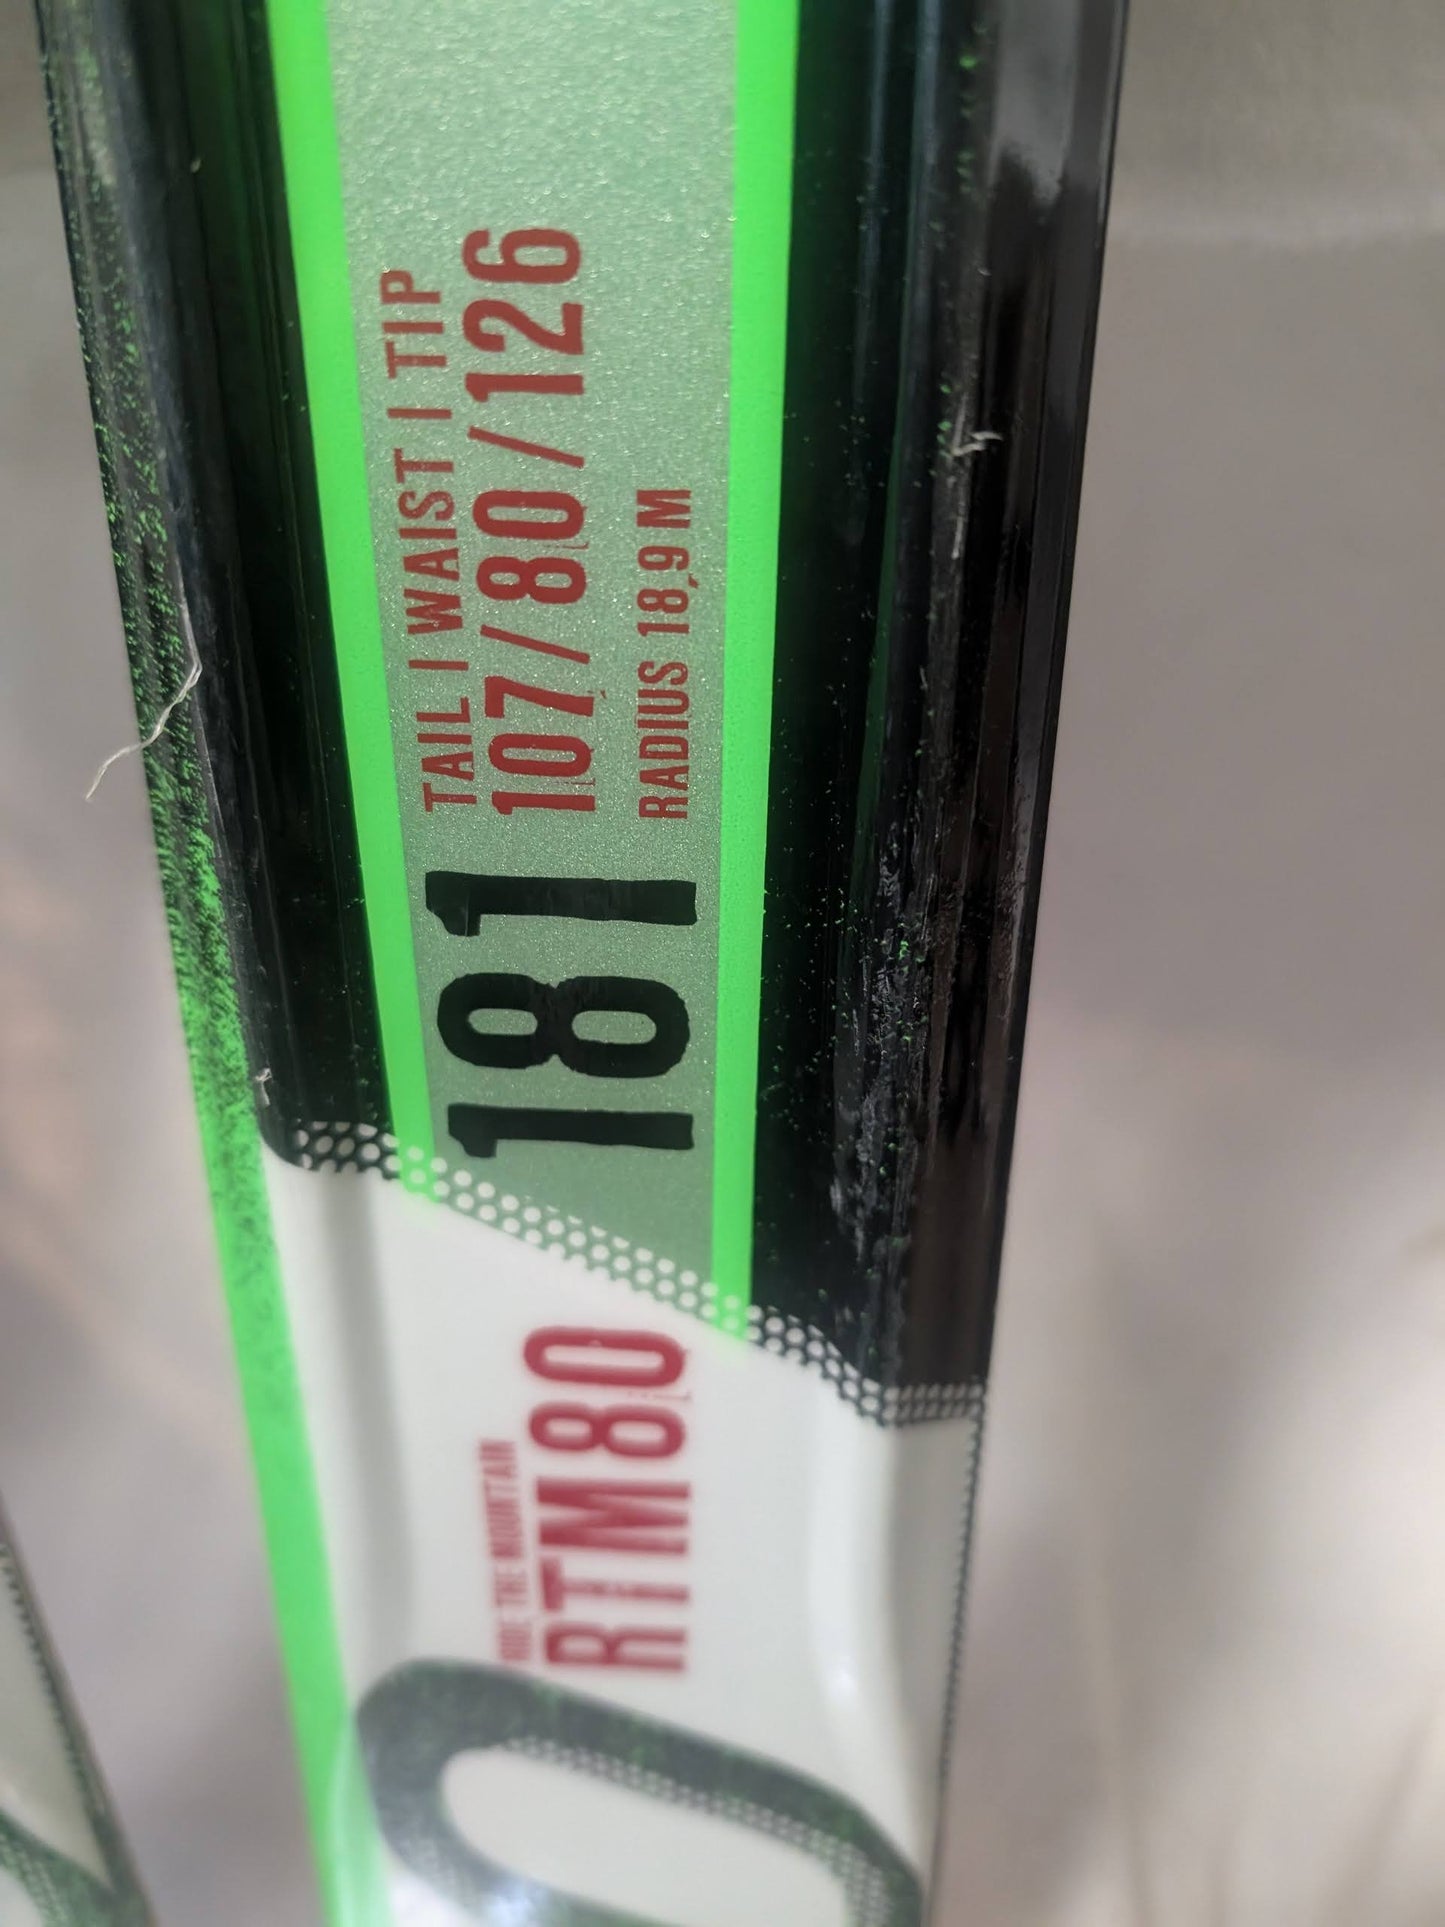 TAIL | WAIST | TIP
107/80/126
RADIUS 18,9 M
181
RIDE THE MOUNTAIN
RTM80